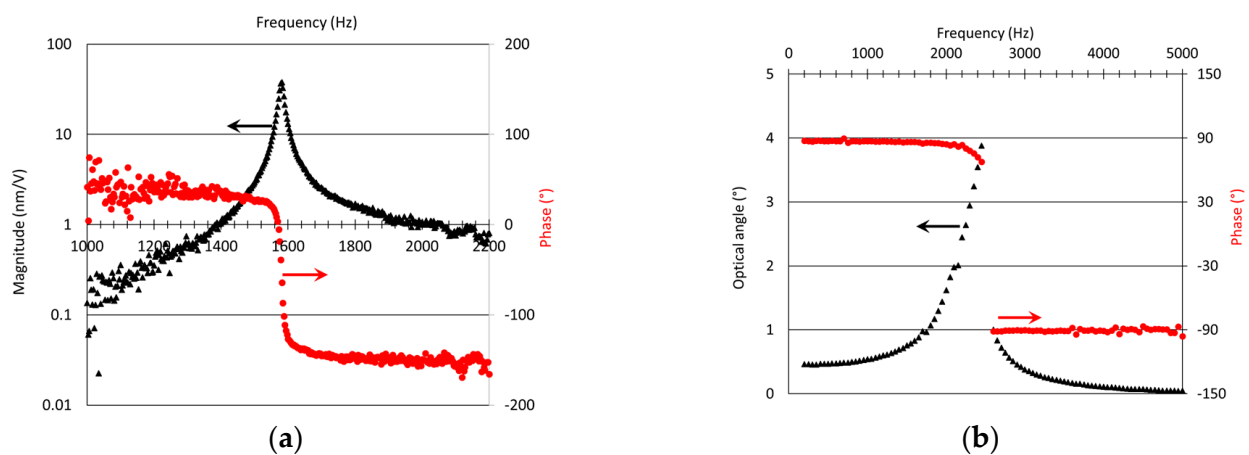 Frequency (Hz)
100
10
1
0.1
0.01
200
100
0
-100
-200
1000 1200 1400 1600 1800 2000 2200
Magnitude (nm/V)
Phase (°)
(a)
Frequency (Hz)
0 1000 2000 3000 4000 5000
5
4
3
2
1
0
150
90
30
-30
-90
-150
Optical angle (°)
Phase (°)
(b)